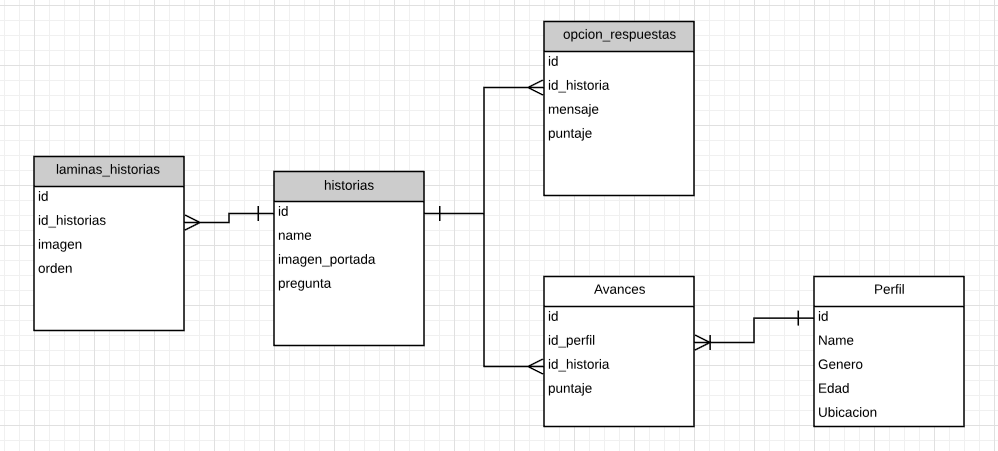 opcion_respuestas
id
id_historia
mensaje
puntaje
laminas_historias
id
id_historias
imagen
orden
historias
id
name
imagen_portada
pregunta
Avances
id
id_perfil
id_historia
puntaje
Perfil
id
Name
Genero
Edad
Ubicacion